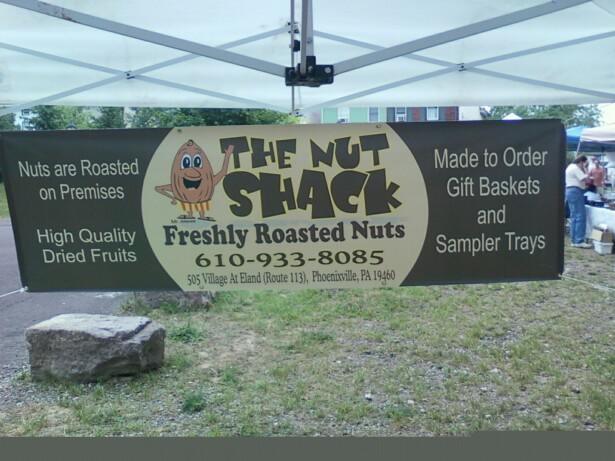 Nuts are Roasted
on Premises
High Quality
Dried Fruits
THE NUT
SHACK
Freshly Roasted Nuts
610-933-8085
505 Village At Eland (Route 113), Phoenixville, PA 19460
Made to Order
Gift Baskets
and
Sampler Trays